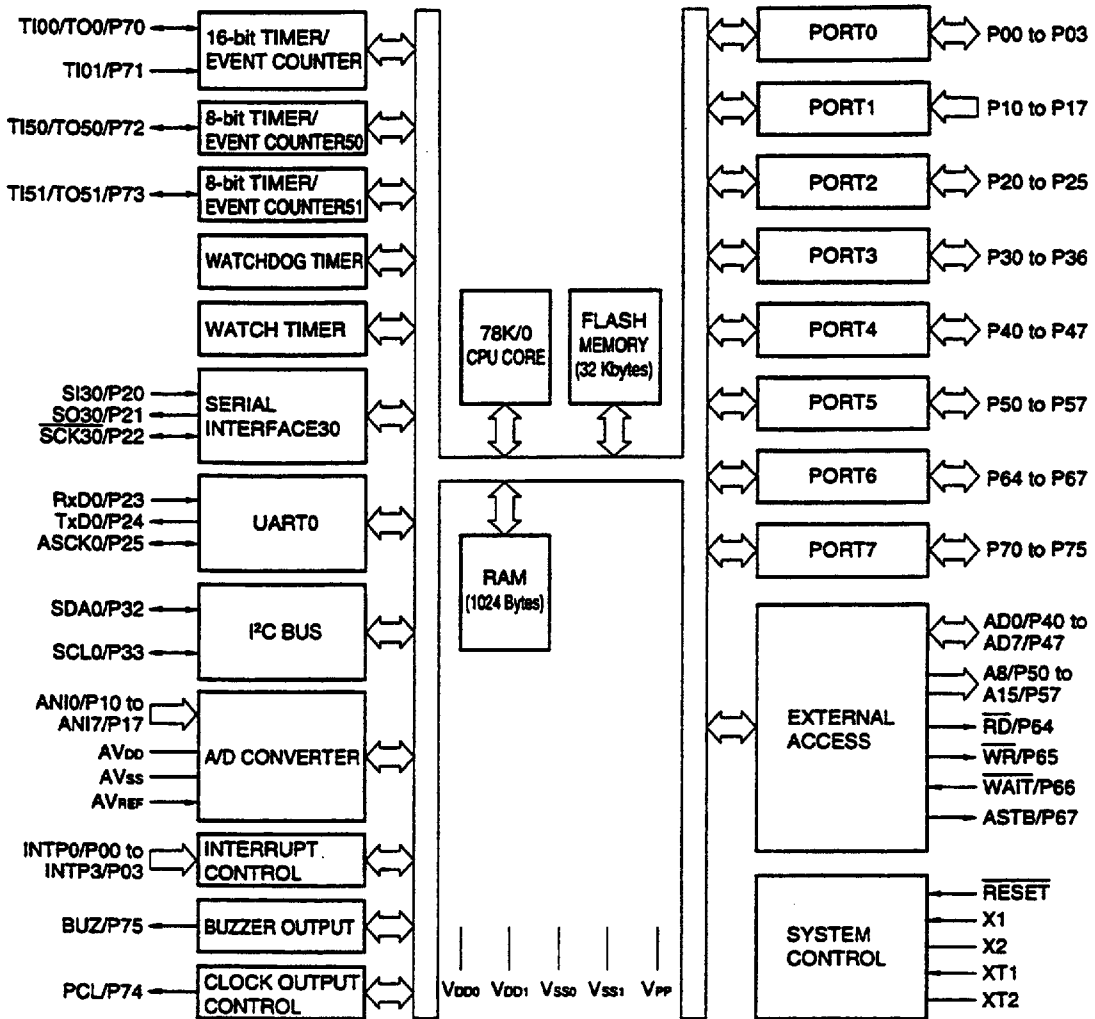 TI00/TO0/P70
TI01/P71
16-bit TIMER/
EVENT COUNTER
TI50/TO50/P72
8-bit TIMER/
EVENT COUNTER50
TI51/TO51/P73
8-bit TIMER/
EVENT COUNTER51
WATCHDOG TIMER
WATCH TIMER
SI30/P20
SO30/P21
S̅C̅K̅3̅0̅/P22
SERIAL
INTERFACE30
RxD0/P23
TxD0/P24
ASCK0/P25
UART0
SDA0/P32
SCL0/P33
I²C BUS
ANI0/P10 to
ANI7/P17
AVDD
AVSS
AVREF
A/D CONVERTER
INTP0/P00 to
INTP3/P03
INTERRUPT
CONTROL
BUZ/P75
BUZZER OUTPUT
PCL/P74
CLOCK OUTPUT
CONTROL
78K/0
CPU CORE
FLASH
MEMORY
(32 Kbytes)
RAM
(1024 Bytes)
VDD0 VDD1 VSS0 VSS1 VPP
PORT0
P00 to P03
PORT1
P10 to P17
PORT2
P20 to P25
PORT3
P30 to P36
PORT4
P40 to P47
PORT5
P50 to P57
PORT6
P64 to P67
PORT7
P70 to P75
EXTERNAL
ACCESS
AD0/P40 to
AD7/P47
A8/P50 to
A15/P57
R̅D̅/P64
W̅R̅/P65
W̅A̅I̅T̅/P66
ASTB/P67
SYSTEM
CONTROL
R̅E̅S̅E̅T̅
X1
X2
XT1
XT2